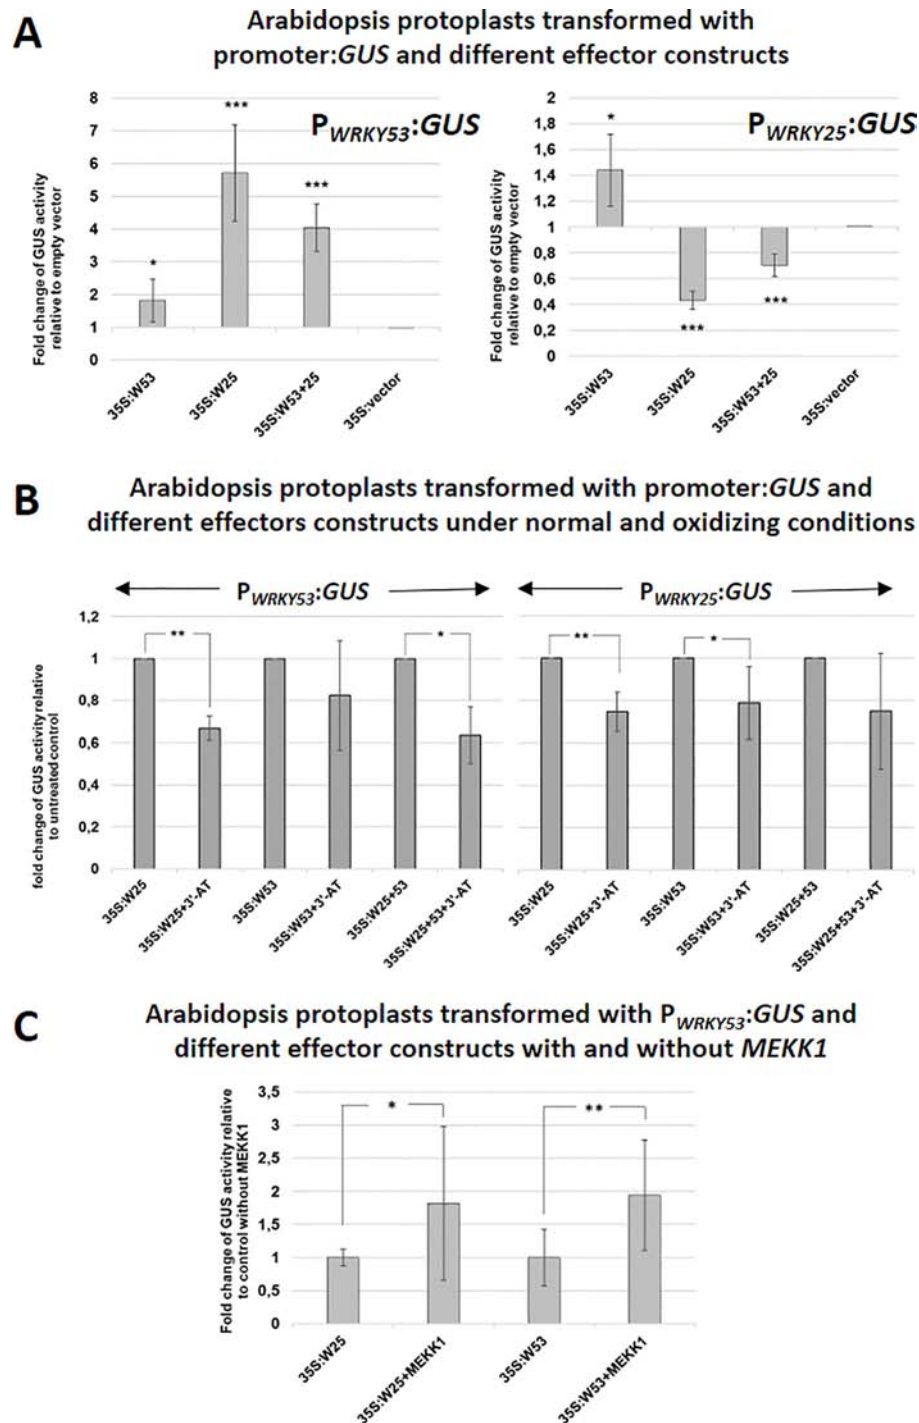 A
Arabidopsis protoplasts transformed with
promoter:GUS and different effector constructs
Fold change of GUS activity
relative to empty vector
8
7
6
5
4
3
2
1
0
*
***
***
PWRKY53:GUS
35S:W53
35S:W25
35S:W53+25
35S:vector
Fold change of GUS activity
relative to empty vector
2
1,8
1,6
1,4
1,2
1
0,8
0,6
0,4
0,2
0
*
***
***
PWRKY25:GUS
35S:W53
35S:W25
35S:W53+25
35S:vector
B
Arabidopsis protoplasts transformed with promoter:GUS and
different effectors constructs under normal and oxidizing conditions
PWRKY53:GUS
PWRKY25:GUS
fold change of GUS activity relative
to untreated control
1,2
1
0,8
0,6
0,4
0,2
0
**
*
**
*
35S:W25
35S:W25+3'-AT
35S:W53
35S:W53+3'-AT
35S:W25+53
35S:W25+53+3'-AT
35S:W25
35S:W25+3'-AT
35S:W53
35S:W53+3'-AT
35S:W25+53
35S:W25+53+3'-AT
C
Arabidopsis protoplasts transformed with PWRKY53:GUS and
different effector constructs with and without MEKK1
Fold change of GUS activity relative
to control without MEKK1
3,5
3
2,5
2
1,5
1
0,5
0
*
**
35S:W25
35S:W25+MEKK1
35S:W53
35S:W53+MEKK1